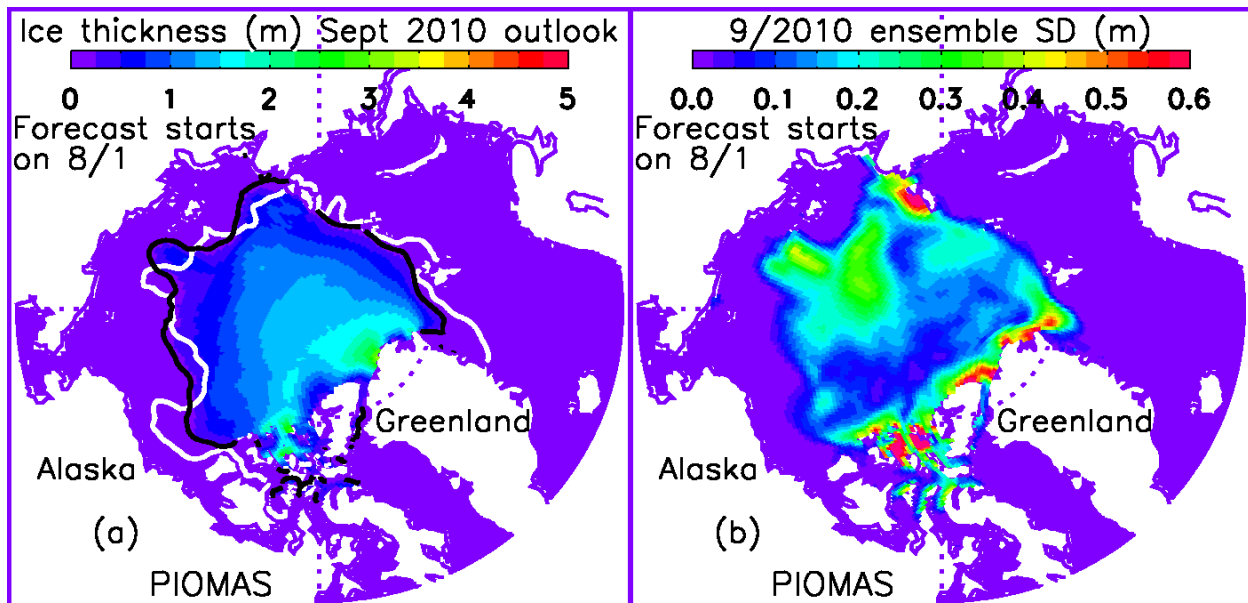 Ice thickness (m) Sept 2010 outlook
0 1 2 3 4 5
Forecast starts
on 8/1
Greenland
Alaska
(a)
PIOMAS
9/2010 ensemble SD (m)
0.0 0.1 0.2 0.3 0.4 0.5 0.6
Forecast starts
on 8/1
Greenland
Alaska
(b)
PIOMAS